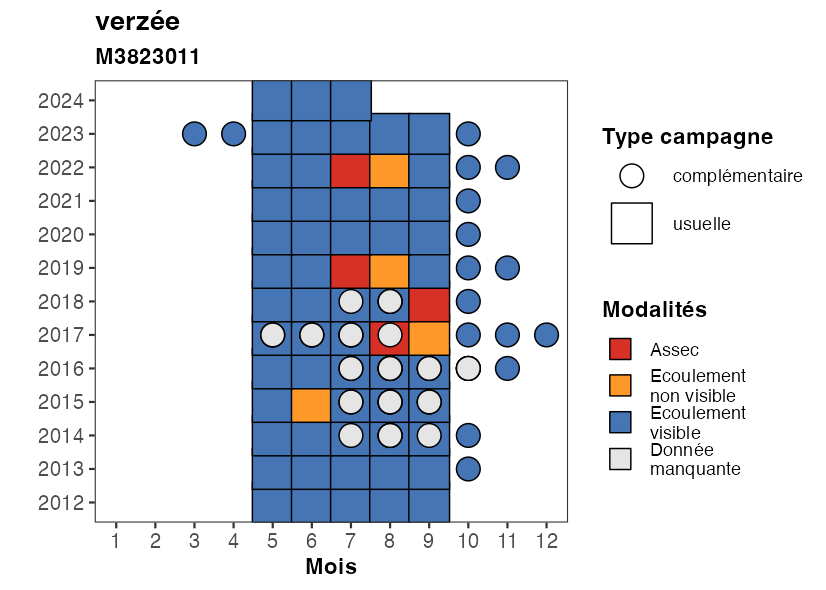 verzée
M3823011
2024
2023
2022
2021
2020
2019
2018
2017
2016
2015
2014
2013
2012
1 2 3 4 5 6 7 8 9 10 11 12
Mois
Type campagne
complémentaire
usuelle
Modalités
Assec
Ecoulement
non visible
Ecoulement
visible
Donnée
manquante